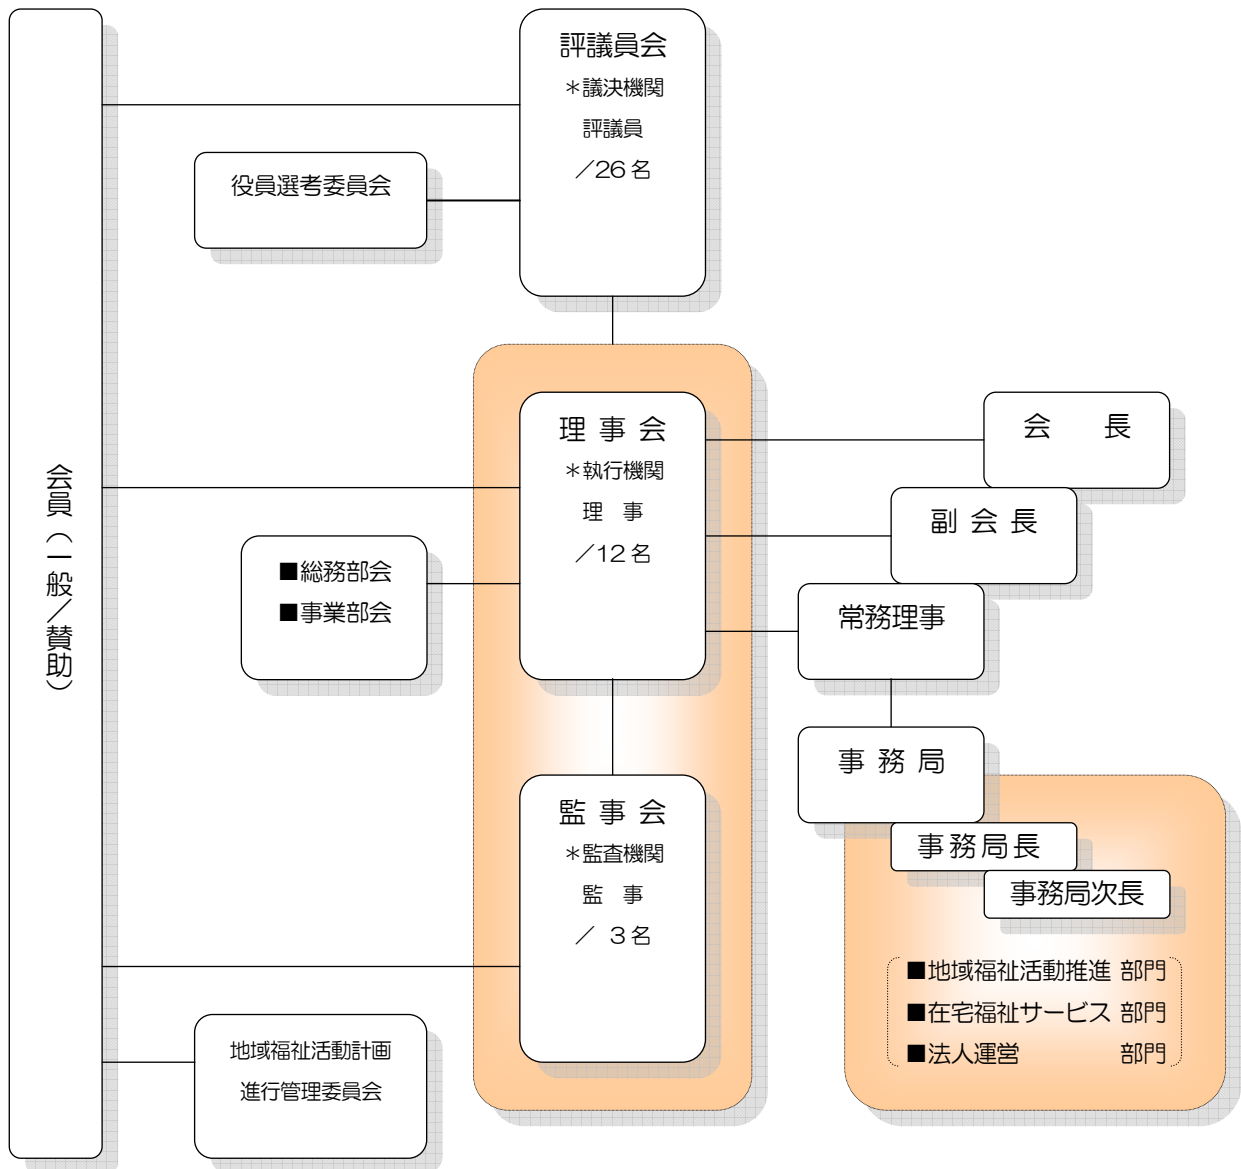 会員（一般／賛助）
評議員会
＊議決機関
評議員
／26名
役員選考委員会
理 事 会
＊執行機関
理　事
／12名
■総務部会
■事業部会
会　　長
副 会 長
常務理事
事 務 局
事務局長
事務局次長
■地域福祉活動推進 部門
■在宅福祉サービス 部門
■法人運営　　　　 部門
監 事 会
＊監査機関
監　事
／ 3名
地域福祉活動計画
進行管理委員会